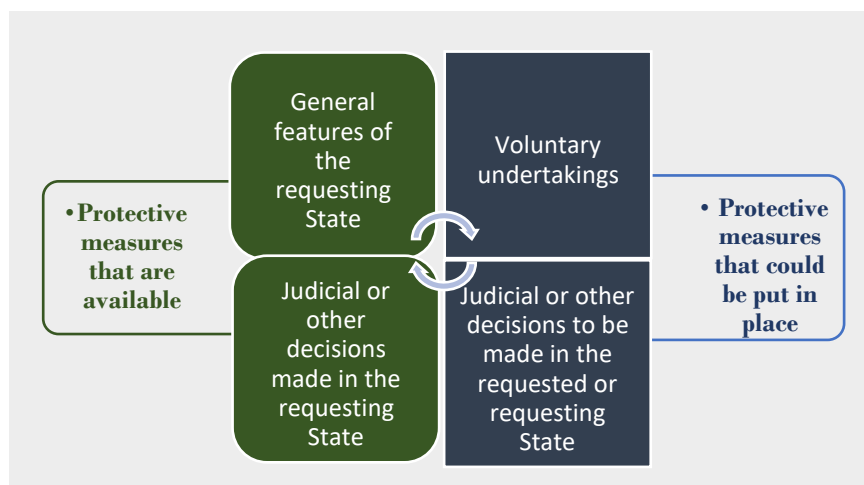 General
features of
the
requesting
State
Voluntary
undertakings
•Protective
measures
that are
available
• Protective
measures
that could
be put in
place
Judicial or
other
decisions
made in the
requesting
State
Judicial or other
decisions to be
made in the
requested or
requesting
State